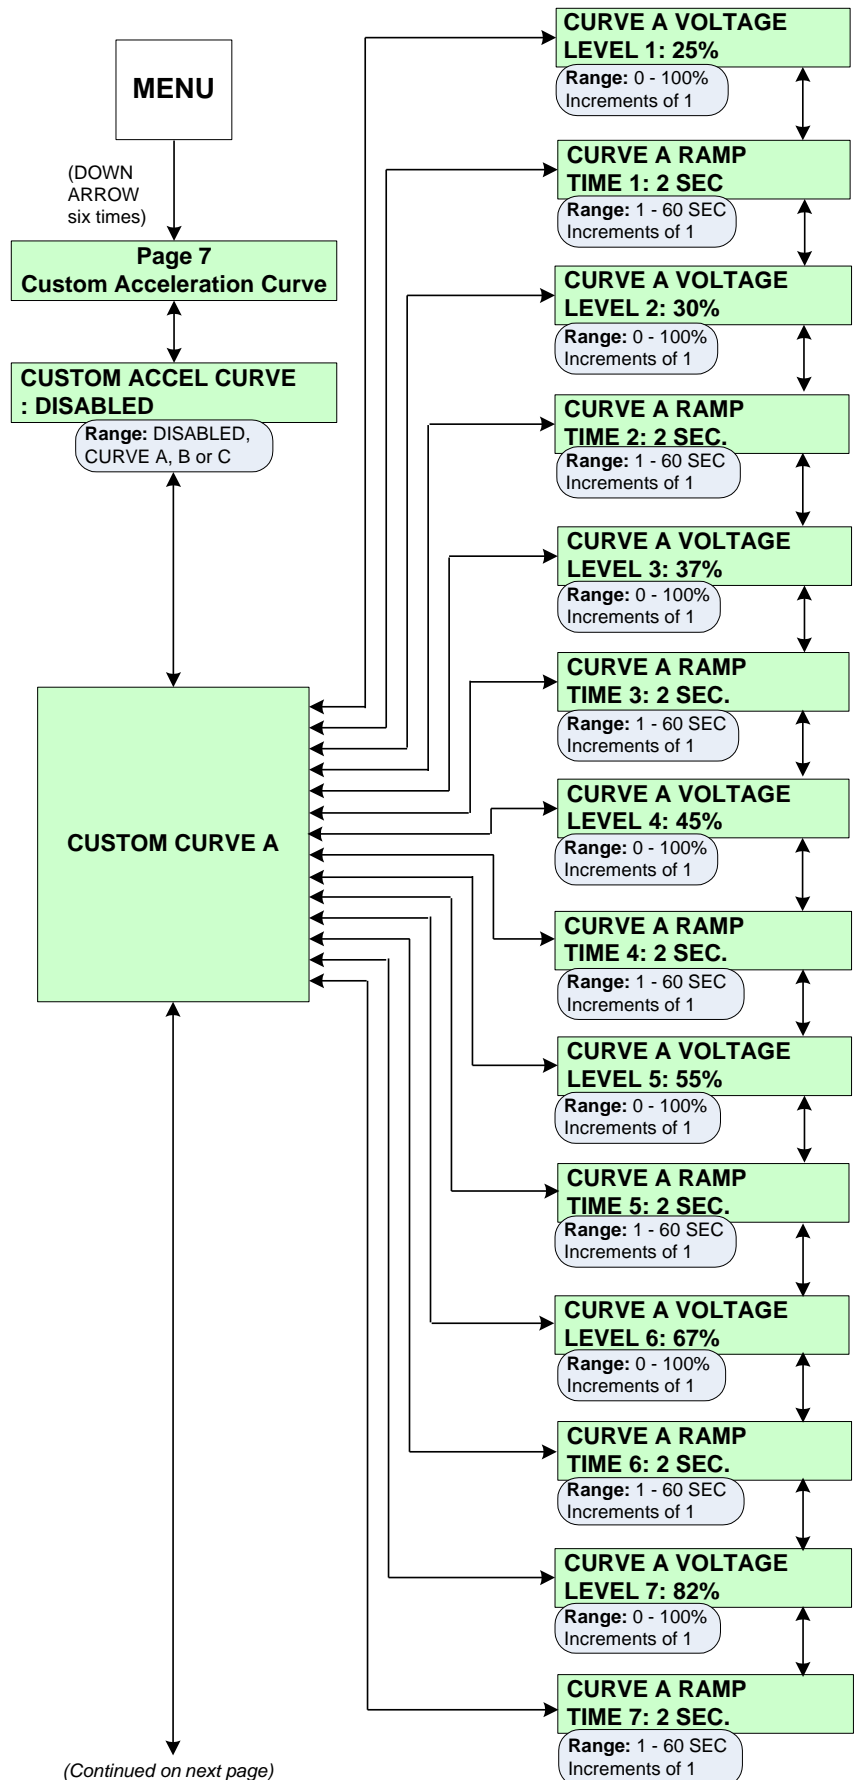 MENU
(DOWN
ARROW
six times)
Page 7
Custom Acceleration Curve
CUSTOM ACCEL CURVE
: DISABLED
Range: DISABLED,
CURVE A, B or C
CUSTOM CURVE A
(Continued on next page)
CURVE A VOLTAGE
LEVEL 1: 25%
Range: 0 - 100%
Increments of 1
CURVE A RAMP
TIME 1: 2 SEC
Range: 1 - 60 SEC
Increments of 1
CURVE A VOLTAGE
LEVEL 2: 30%
Range: 0 - 100%
Increments of 1
CURVE A RAMP
TIME 2: 2 SEC.
Range: 1 - 60 SEC
Increments of 1
CURVE A VOLTAGE
LEVEL 3: 37%
Range: 0 - 100%
Increments of 1
CURVE A RAMP
TIME 3: 2 SEC.
Range: 1 - 60 SEC
Increments of 1
CURVE A VOLTAGE
LEVEL 4: 45%
Range: 0 - 100%
Increments of 1
CURVE A RAMP
TIME 4: 2 SEC.
Range: 1 - 60 SEC
Increments of 1
CURVE A VOLTAGE
LEVEL 5: 55%
Range: 0 - 100%
Increments of 1
CURVE A RAMP
TIME 5: 2 SEC.
Range: 1 - 60 SEC
Increments of 1
CURVE A VOLTAGE
LEVEL 6: 67%
Range: 0 - 100%
Increments of 1
CURVE A RAMP
TIME 6: 2 SEC.
Range: 1 - 60 SEC
Increments of 1
CURVE A VOLTAGE
LEVEL 7: 82%
Range: 0 - 100%
Increments of 1
CURVE A RAMP
TIME 7: 2 SEC.
Range: 1 - 60 SEC
Increments of 1